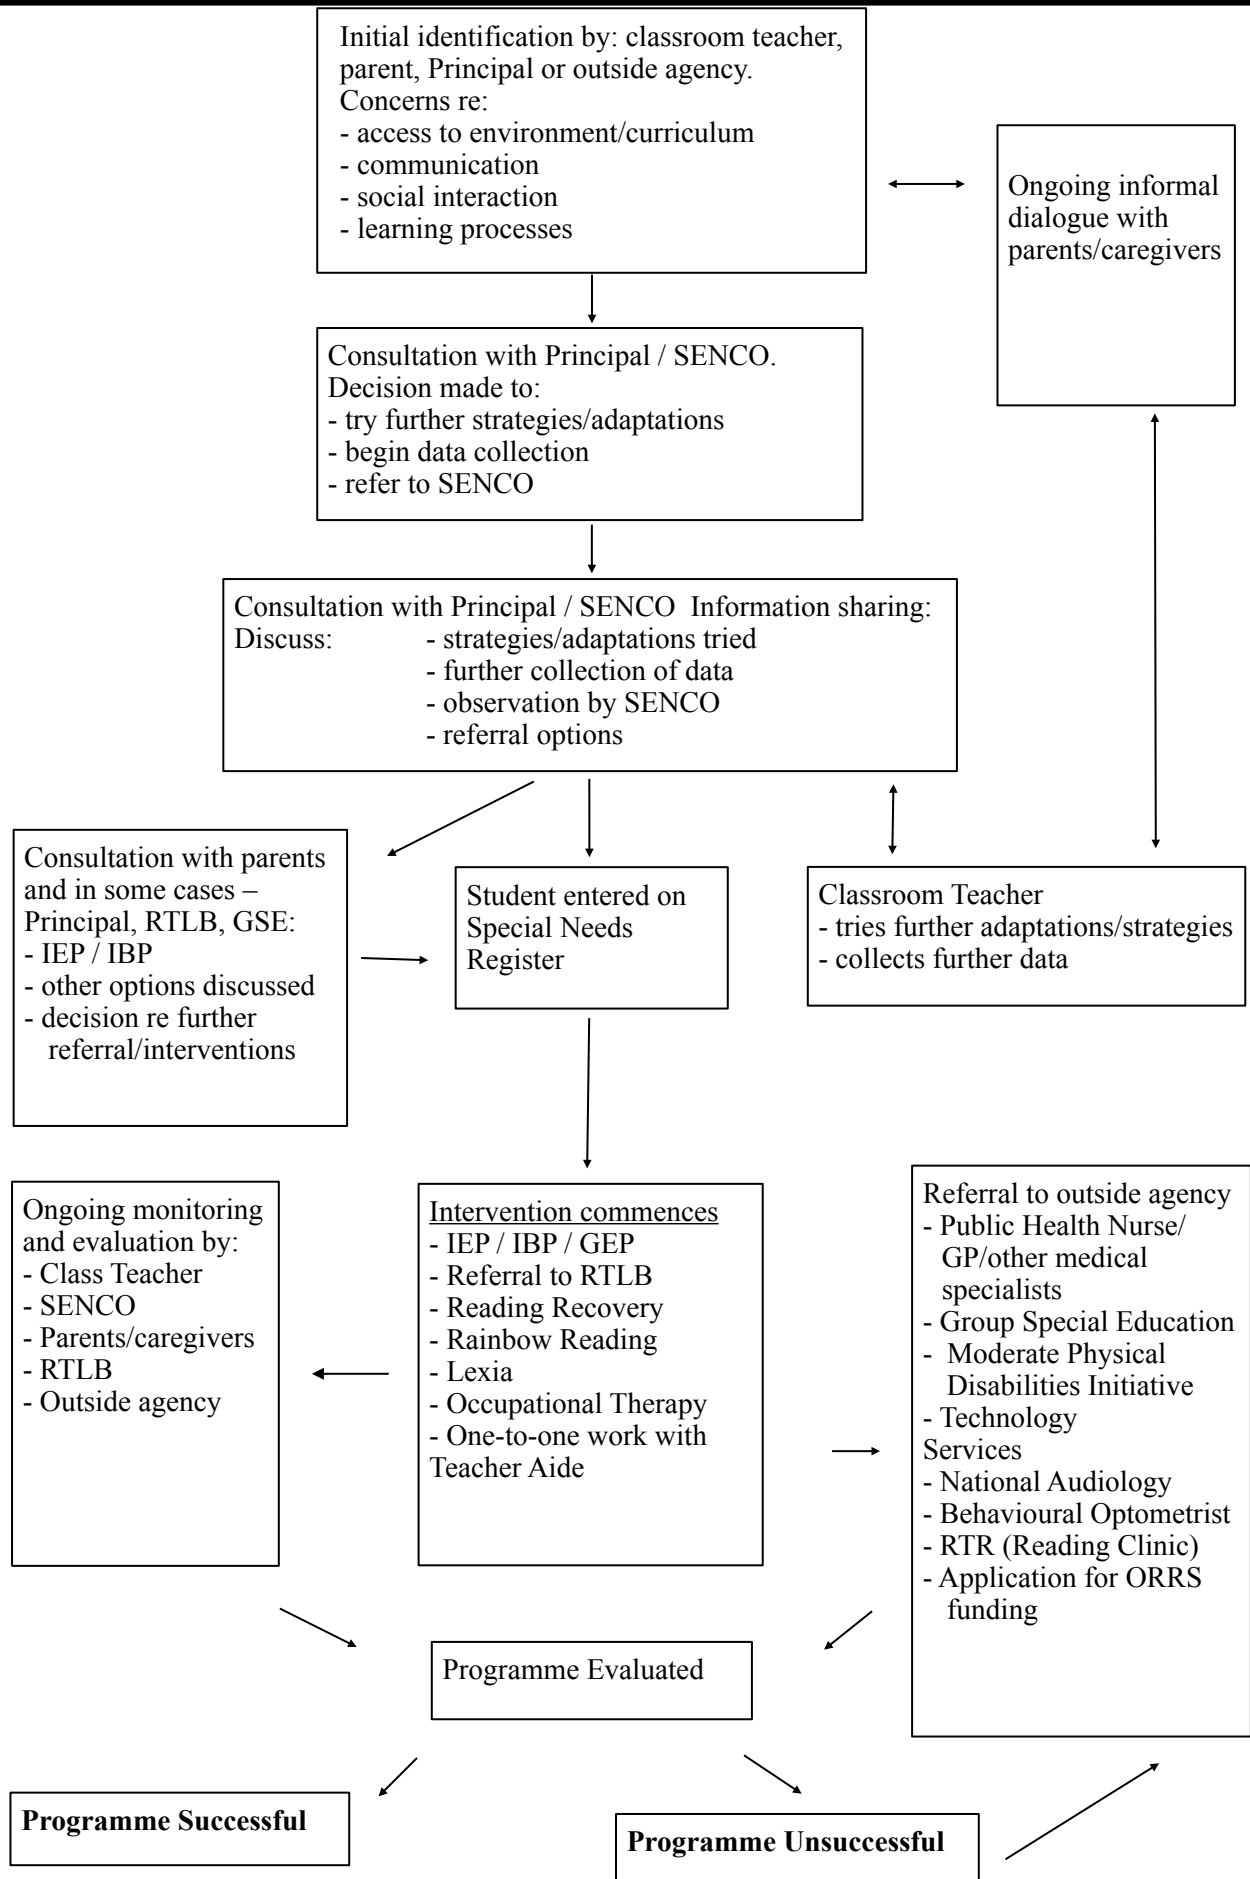 Initial identification by: classroom teacher,
parent, Principal or outside agency.
Concerns re:
- access to environment/curriculum
- communication
- social interaction
- learning processes
Ongoing informal
dialogue with
parents/caregivers
Consultation with Principal / SENCO.
Decision made to:
- try further strategies/adaptations
- begin data collection
- refer to SENCO
Consultation with Principal / SENCO  Information sharing:
Discuss: - strategies/adaptations tried
- further collection of data
- observation by SENCO
- referral options
Consultation with parents
and in some cases –
Principal, RTLB, GSE:
- IEP / IBP
- other options discussed
- decision re further
referral/interventions
Student entered on
Special Needs
Register
Classroom Teacher
- tries further adaptations/strategies
- collects further data
Ongoing monitoring
and evaluation by:
- Class Teacher
- SENCO
- Parents/caregivers
- RTLB
- Outside agency
Intervention commences
- IEP / IBP / GEP
- Referral to RTLB
- Reading Recovery
- Rainbow Reading
- Lexia
- Occupational Therapy
- One-to-one work with
Teacher Aide
Referral to outside agency
- Public Health Nurse/
GP/other medical
specialists
- Group Special Education
- Moderate Physical
Disabilities Initiative
- Technology
Services
- National Audiology
- Behavioural Optometrist
- RTR (Reading Clinic)
- Application for ORRS
funding
Programme Evaluated
Programme Successful
Programme Unsuccessful